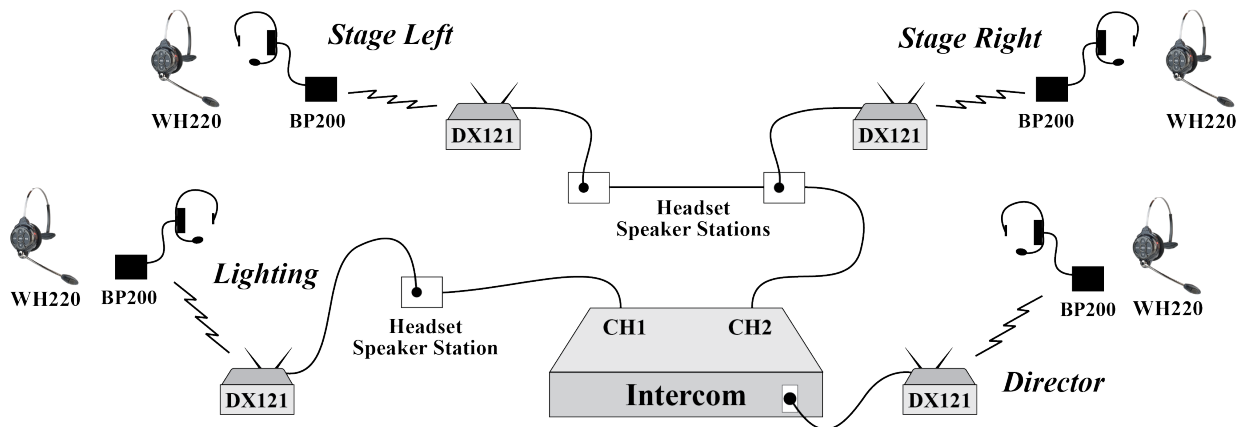 Stage Left
Stage Right
WH220
BP200
DX121
DX121
BP200
WH220
Headset
Speaker Stations
Lighting
WH220
BP200
Headset
Speaker Station
CH1
CH2
BP200
WH220
DX121
Intercom
DX121
Director